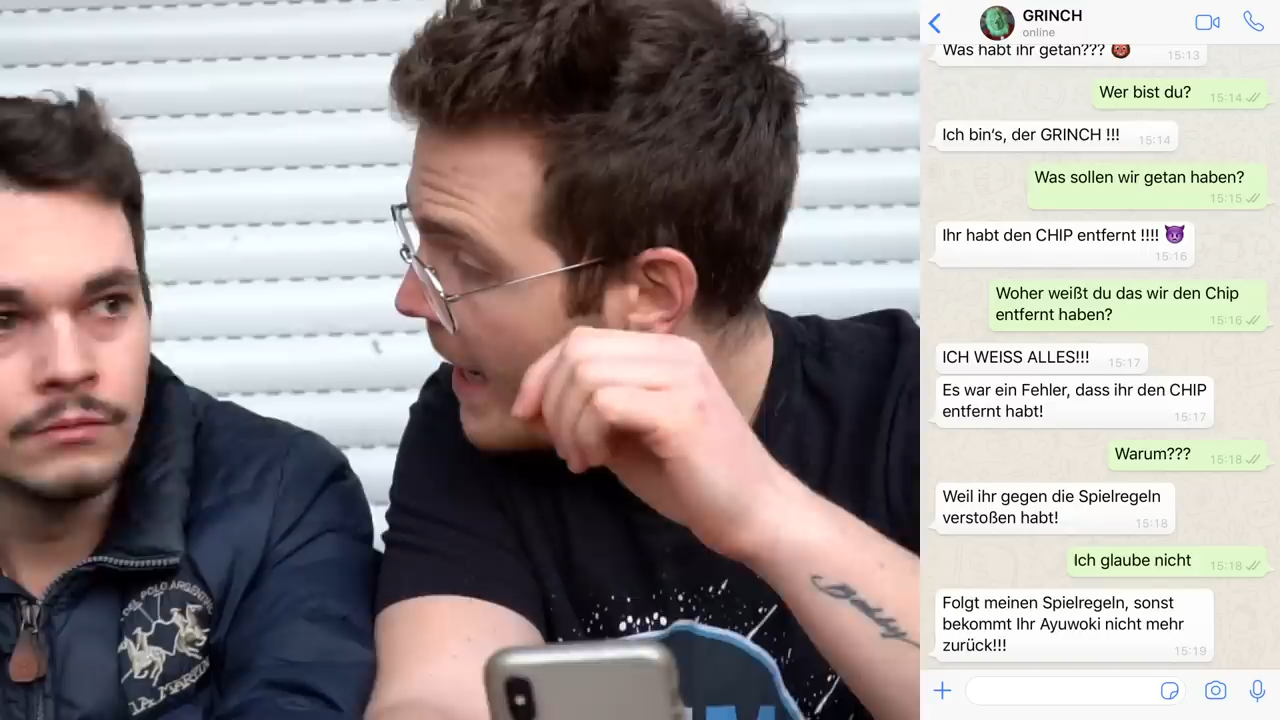 GRINCH
online
Was habt ihr getan??? 👹
15:13
Wer bist du?
15:14
Ich bin‘s, der GRINCH !!!
15:14
Was sollen wir getan haben?
15:15
Ihr habt den CHIP entfernt !!!! 😈
15:16
Woher weißt du das wir den Chip
entfernt haben?
15:16
ICH WEISS ALLES!!!
15:17
Es war ein Fehler, dass ihr den CHIP
entfernt habt!
15:17
Warum???
15:18
Weil ihr gegen die Spielregeln
verstoßen habt!
15:18
Ich glaube nicht
15:18
Folgt meinen Spielregeln, sonst
bekommt Ihr Ayuwoki nicht mehr
zurück!!!
15:19
POLO ARGENTIN
LA MARTIN